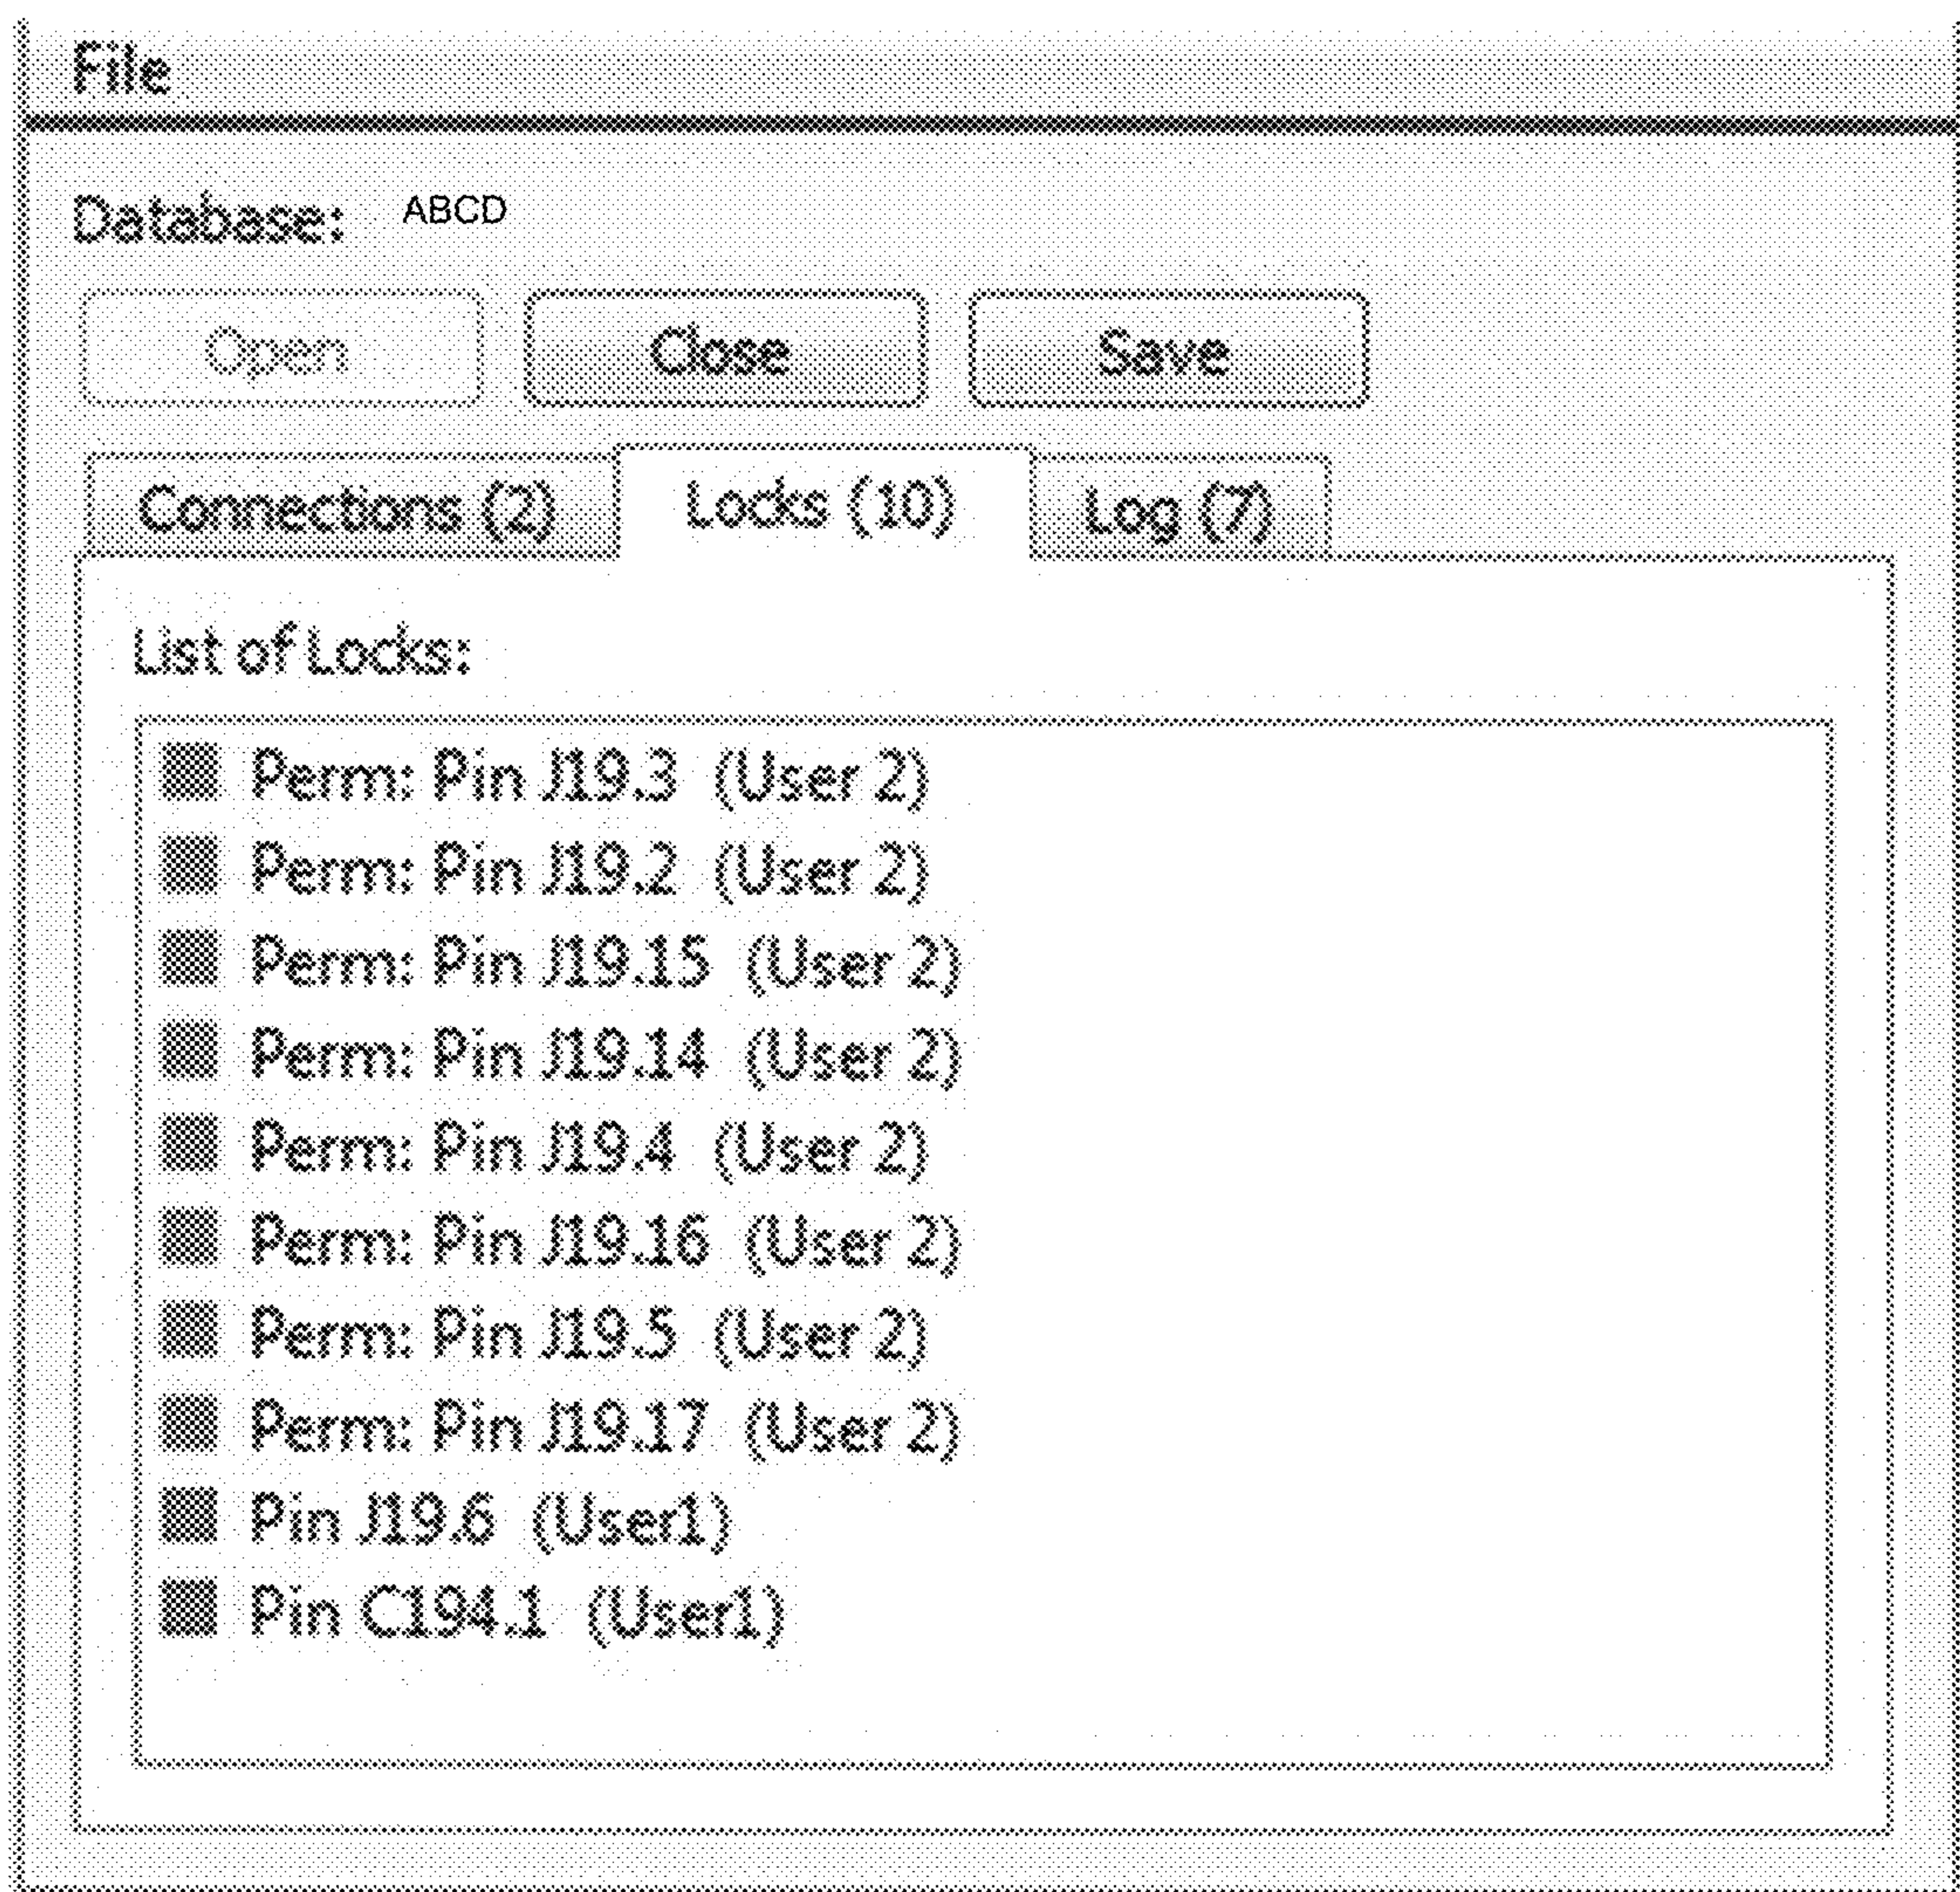 File
Database: ABCD
Open Close Save
Connections (2) Locks (10) Log (7)
List of Locks:
Perm: Pin J19.3 (User 2)
Perm: Pin J19.2 (User 2)
Perm: Pin J19.15 (User 2)
Perm: Pin J19.14 (User 2)
Perm: Pin J19.4 (User 2)
Perm: Pin J19.16 (User 2)
Perm: Pin J19.5 (User 2)
Perm: Pin J19.17 (User 2)
Pin J19.6 (User1)
Pin C194.1 (User1)